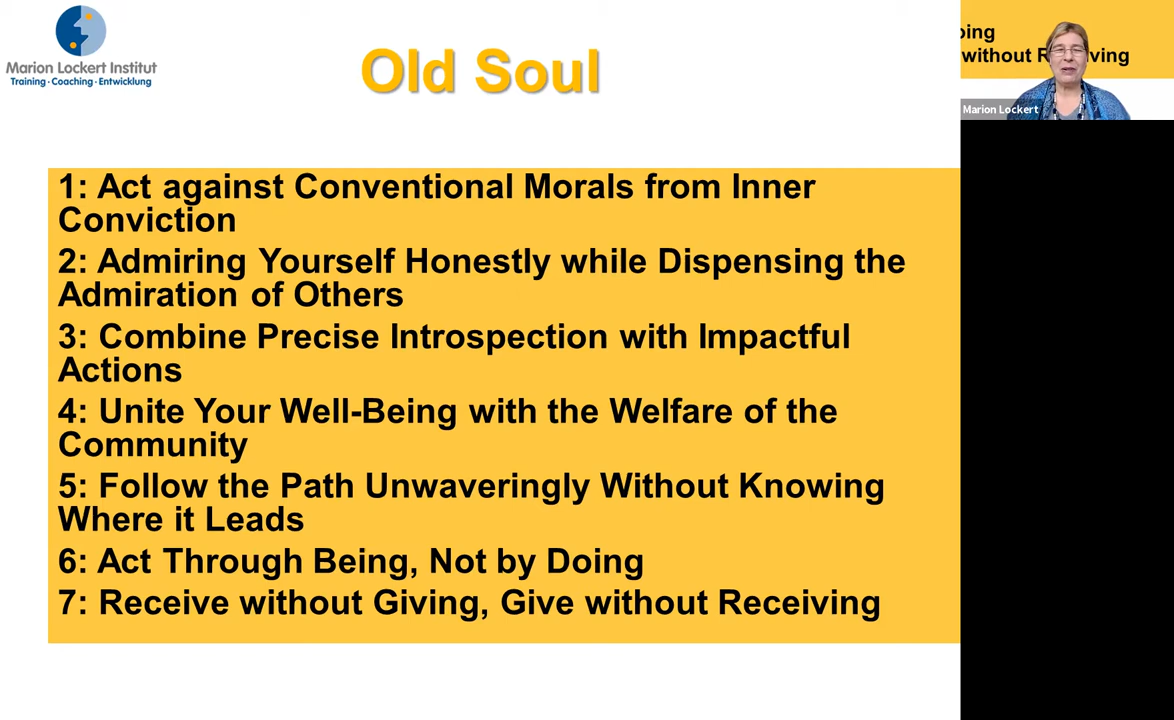 Marion Lockert Institut
Training · Coaching · Entwicklung
Old Soul
1: Act against Conventional Morals from Inner
Conviction
2: Admiring Yourself Honestly while Dispensing the
Admiration of Others
3: Combine Precise Introspection with Impactful
Actions
4: Unite Your Well-Being with the Welfare of the
Community
5: Follow the Path Unwaveringly Without Knowing
Where it Leads
6: Act Through Being, Not by Doing
7: Receive without Giving, Give without Receiving
without
Marion Lockert